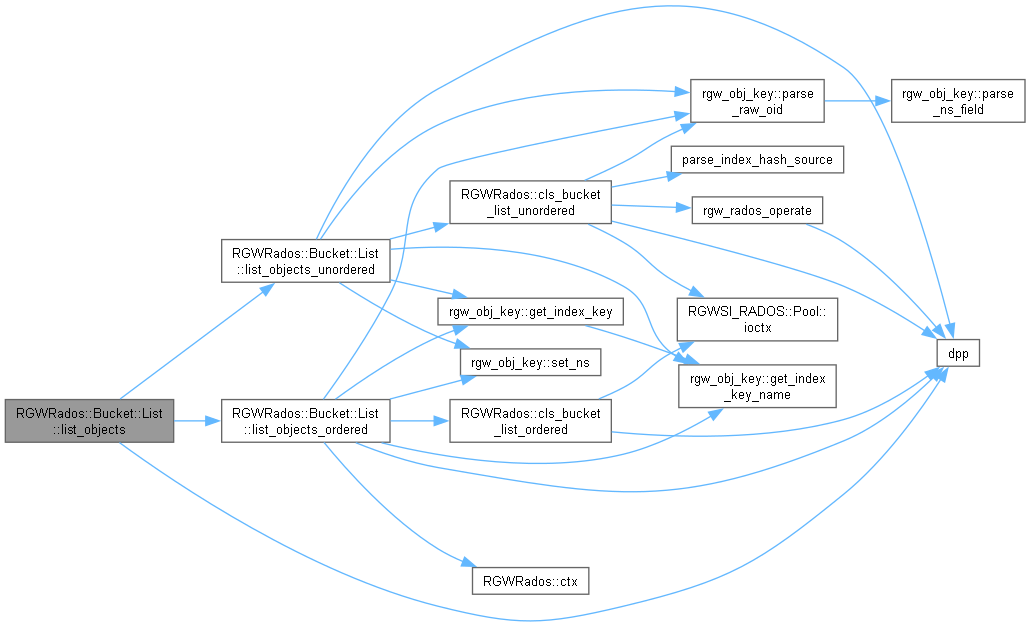 rgw_obj_key::parse
_raw_oid
rgw_obj_key::parse
_ns_field
parse_index_hash_source
RGWRados::cls_bucket
_list_unordered
rgw_rados_operate
RGWRados::Bucket::List
::list_objects_unordered
rgw_obj_key::get_index_key
RGWSI_RADOS::Pool::
ioctx
dpp
rgw_obj_key::set_ns
rgw_obj_key::get_index
_key_name
RGWRados::Bucket::List
::list_objects
RGWRados::Bucket::List
::list_objects_ordered
RGWRados::cls_bucket
_list_ordered
RGWRados::ctx